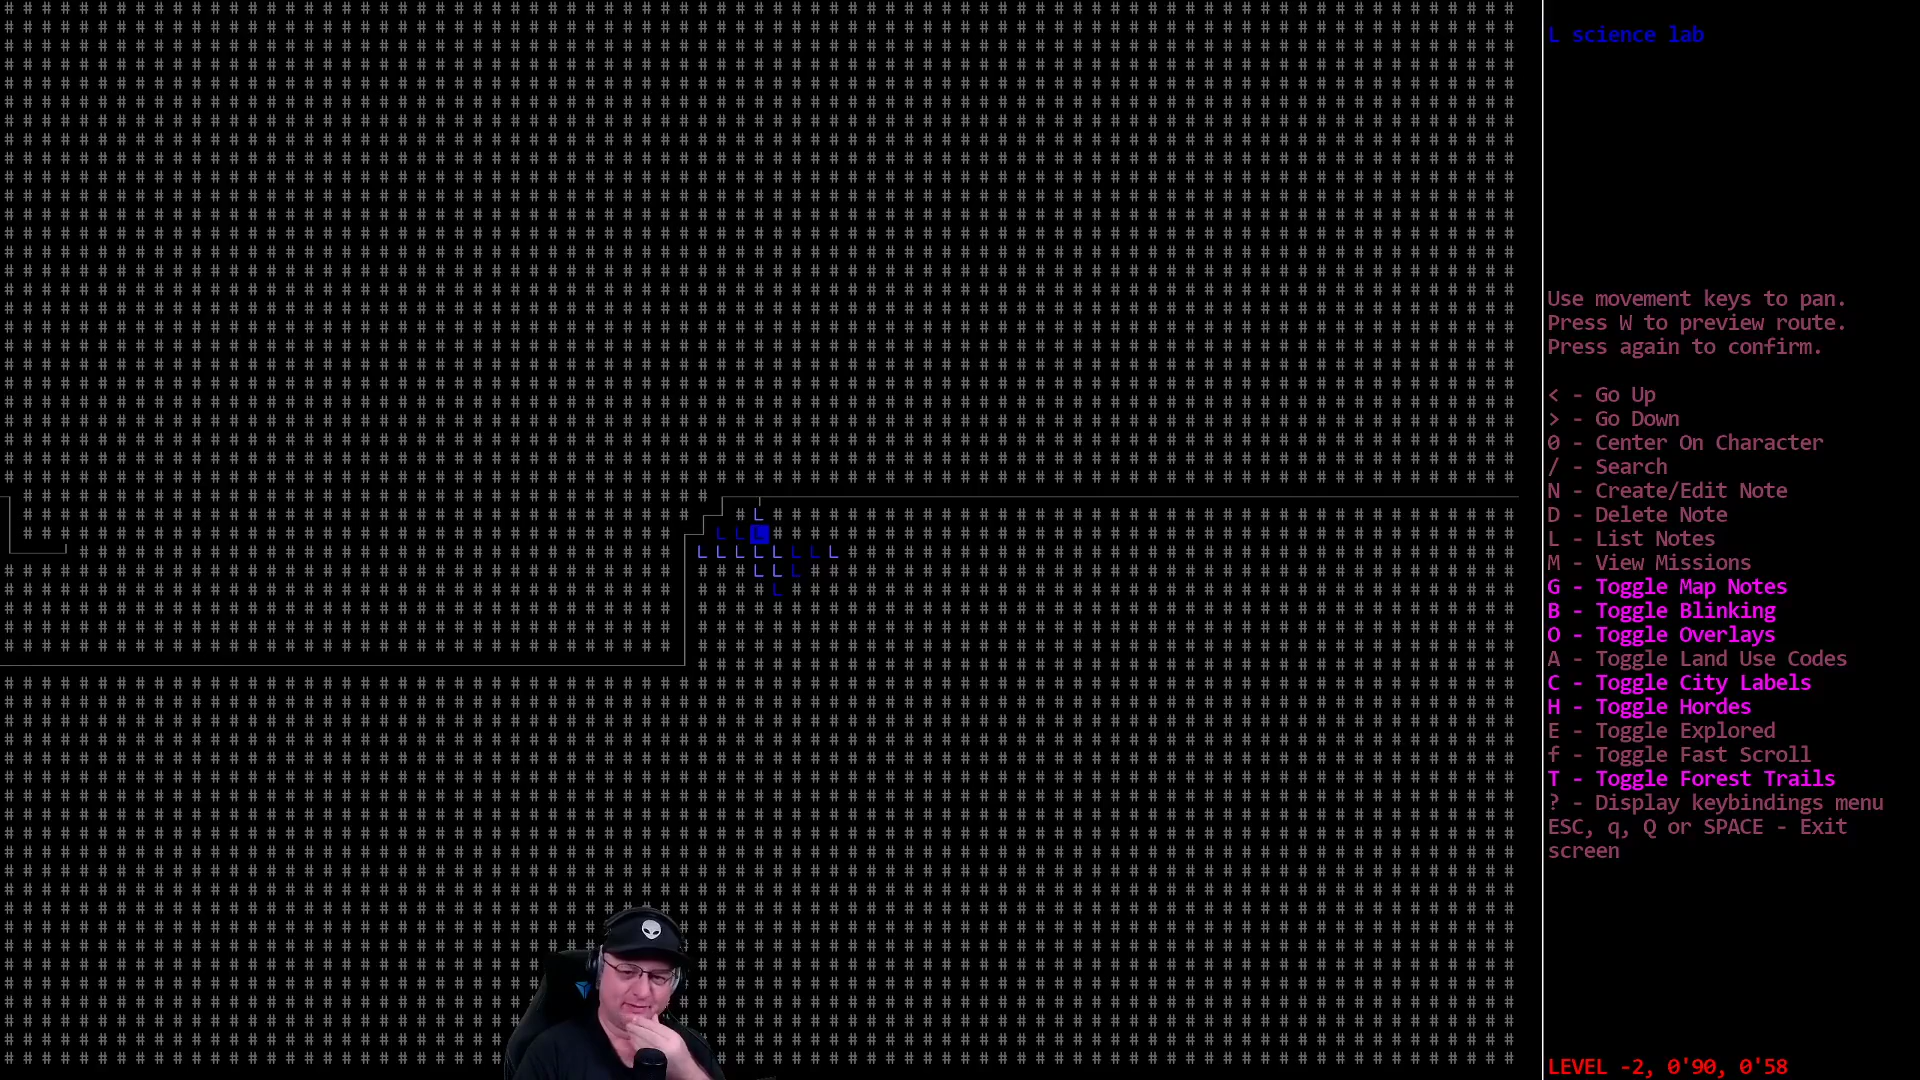 L science lab
Use movement keys to pan.
Press W to preview route.
Press again to confirm.
< - Go Up
> - Go Down
0 - Center On Character
/ - Search
N - Create/Edit Note
D - Delete Note
L - List Notes
M - View Missions
G - Toggle Map Notes
B - Toggle Blinking
O - Toggle Overlays
A - Toggle Land Use Codes
C - Toggle City Labels
H - Toggle Hordes
E - Toggle Explored
f - Toggle Fast Scroll
T - Toggle Forest Trails
? - Display keybindings menu
ESC, q, Q or SPACE - Exit
screen
LEVEL -2, 0'90, 0'58
L
L L L
L L L L L L L L
L L L
L